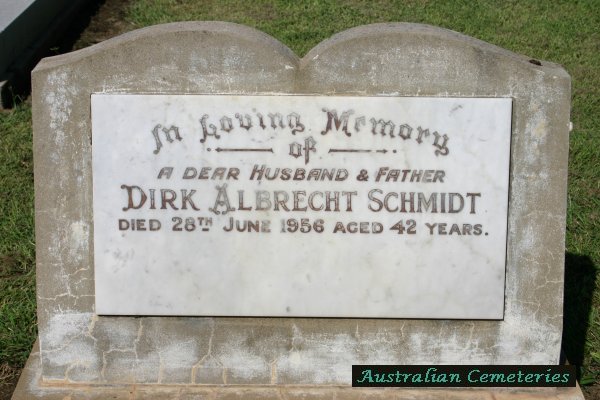 In Loving Memory
of
A DEAR HUSBAND & FATHER
DIRK ALBRECHT SCHMIDT
DIED 28TH JUNE 1956 AGED 42 YEARS.
Australian Cemeteries